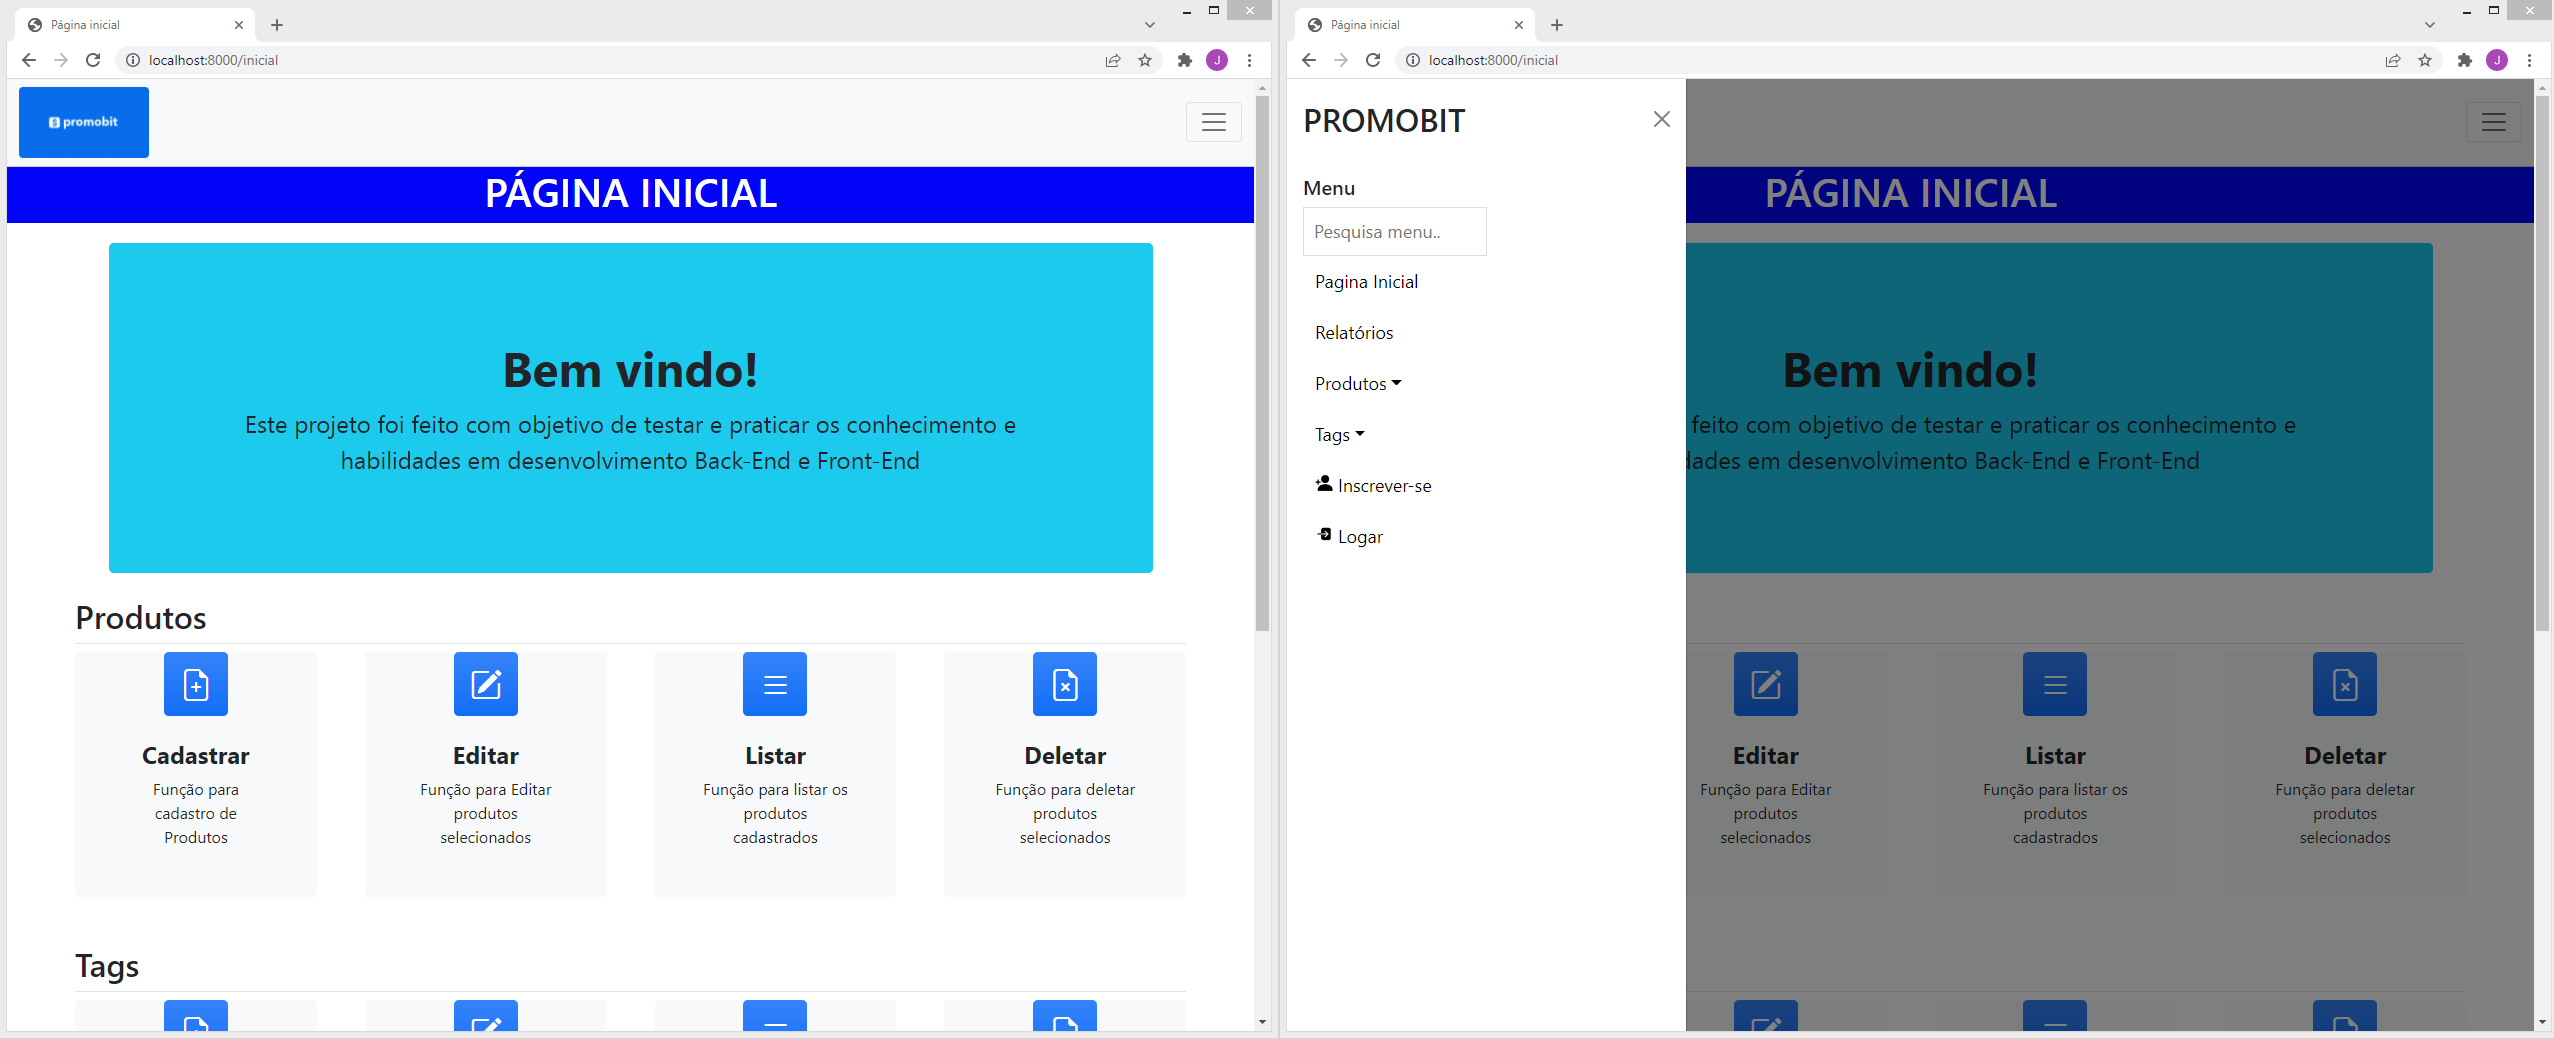 Página inicial
localhost:8000/inicial
J
promobit
PÁGINA INICIAL
Bem vindo!
Este projeto foi feito com objetivo de testar e praticar os conhecimento e
habilidades em desenvolvimento Back-End e Front-End
Produtos
Cadastrar
Função para
cadastro de
Produtos
Editar
Função para Editar
produtos
selecionados
Listar
Função para listar os
produtos
cadastrados
Deletar
Função para deletar
produtos
selecionados
Tags
Página inicial
localhost:8000/inicial
J
PROMOBIT
Menu
Pesquisa menu..
Pagina Inicial
Relatórios
Produtos
Tags
Inscrever-se
Logar
PÁGINA INICIAL
Bem vindo!
feito com objetivo de testar e praticar os conhecimento e
dades em desenvolvimento Back-End e Front-End
Editar
Função para Editar
produtos
selecionados
Listar
Função para listar os
produtos
cadastrados
Deletar
Função para deletar
produtos
selecionados